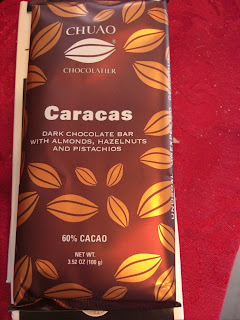 CHUAO
CHOCOLATIER
Caracas
DARK CHOCOLATE BAR
WITH ALMONDS, HAZELNUTS
AND PISTACHIOS
60% CACAO
NET WT.
3.52 OZ (100 g)